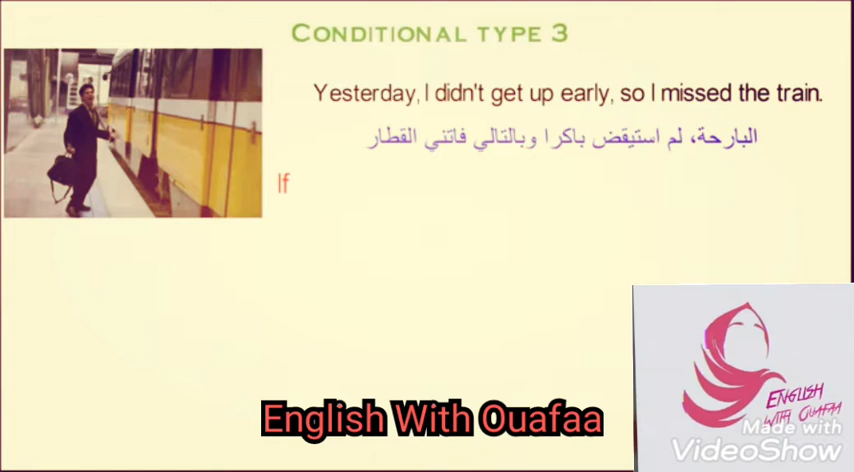 CONDITIONAL TYPE 3
Yesterday, I didn't get up early, so I missed the train.
البارحة، لم استيقض باكرا وبالتالي فاتني القطار
If
English With Ouafaa
ENGLISH
WITH OUAFAA
Made with
VideoShow